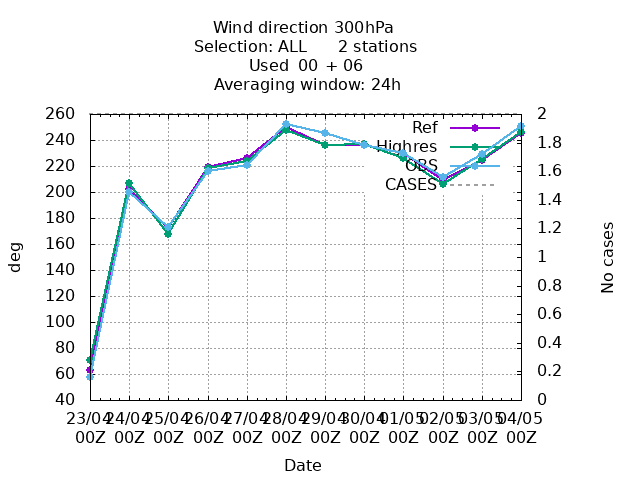 Wind direction 300hPa
Selection: ALL 2 stations
Used 00 + 06
Averaging window: 24h
260 2
240 1.8
220 1.6
200 1.4
180 1.2
160 1
140 0.8
120 0.6
100 0.4
80 0.2
60 0
40
Ref
Highres
OBS
CASES
deg
No cases
23/04 24/04 25/04 26/04 27/04 28/04 29/04 30/04 01/05 02/05 03/05 04/05
00Z 00Z 00Z 00Z 00Z 00Z 00Z 00Z 00Z 00Z 00Z 00Z
Date